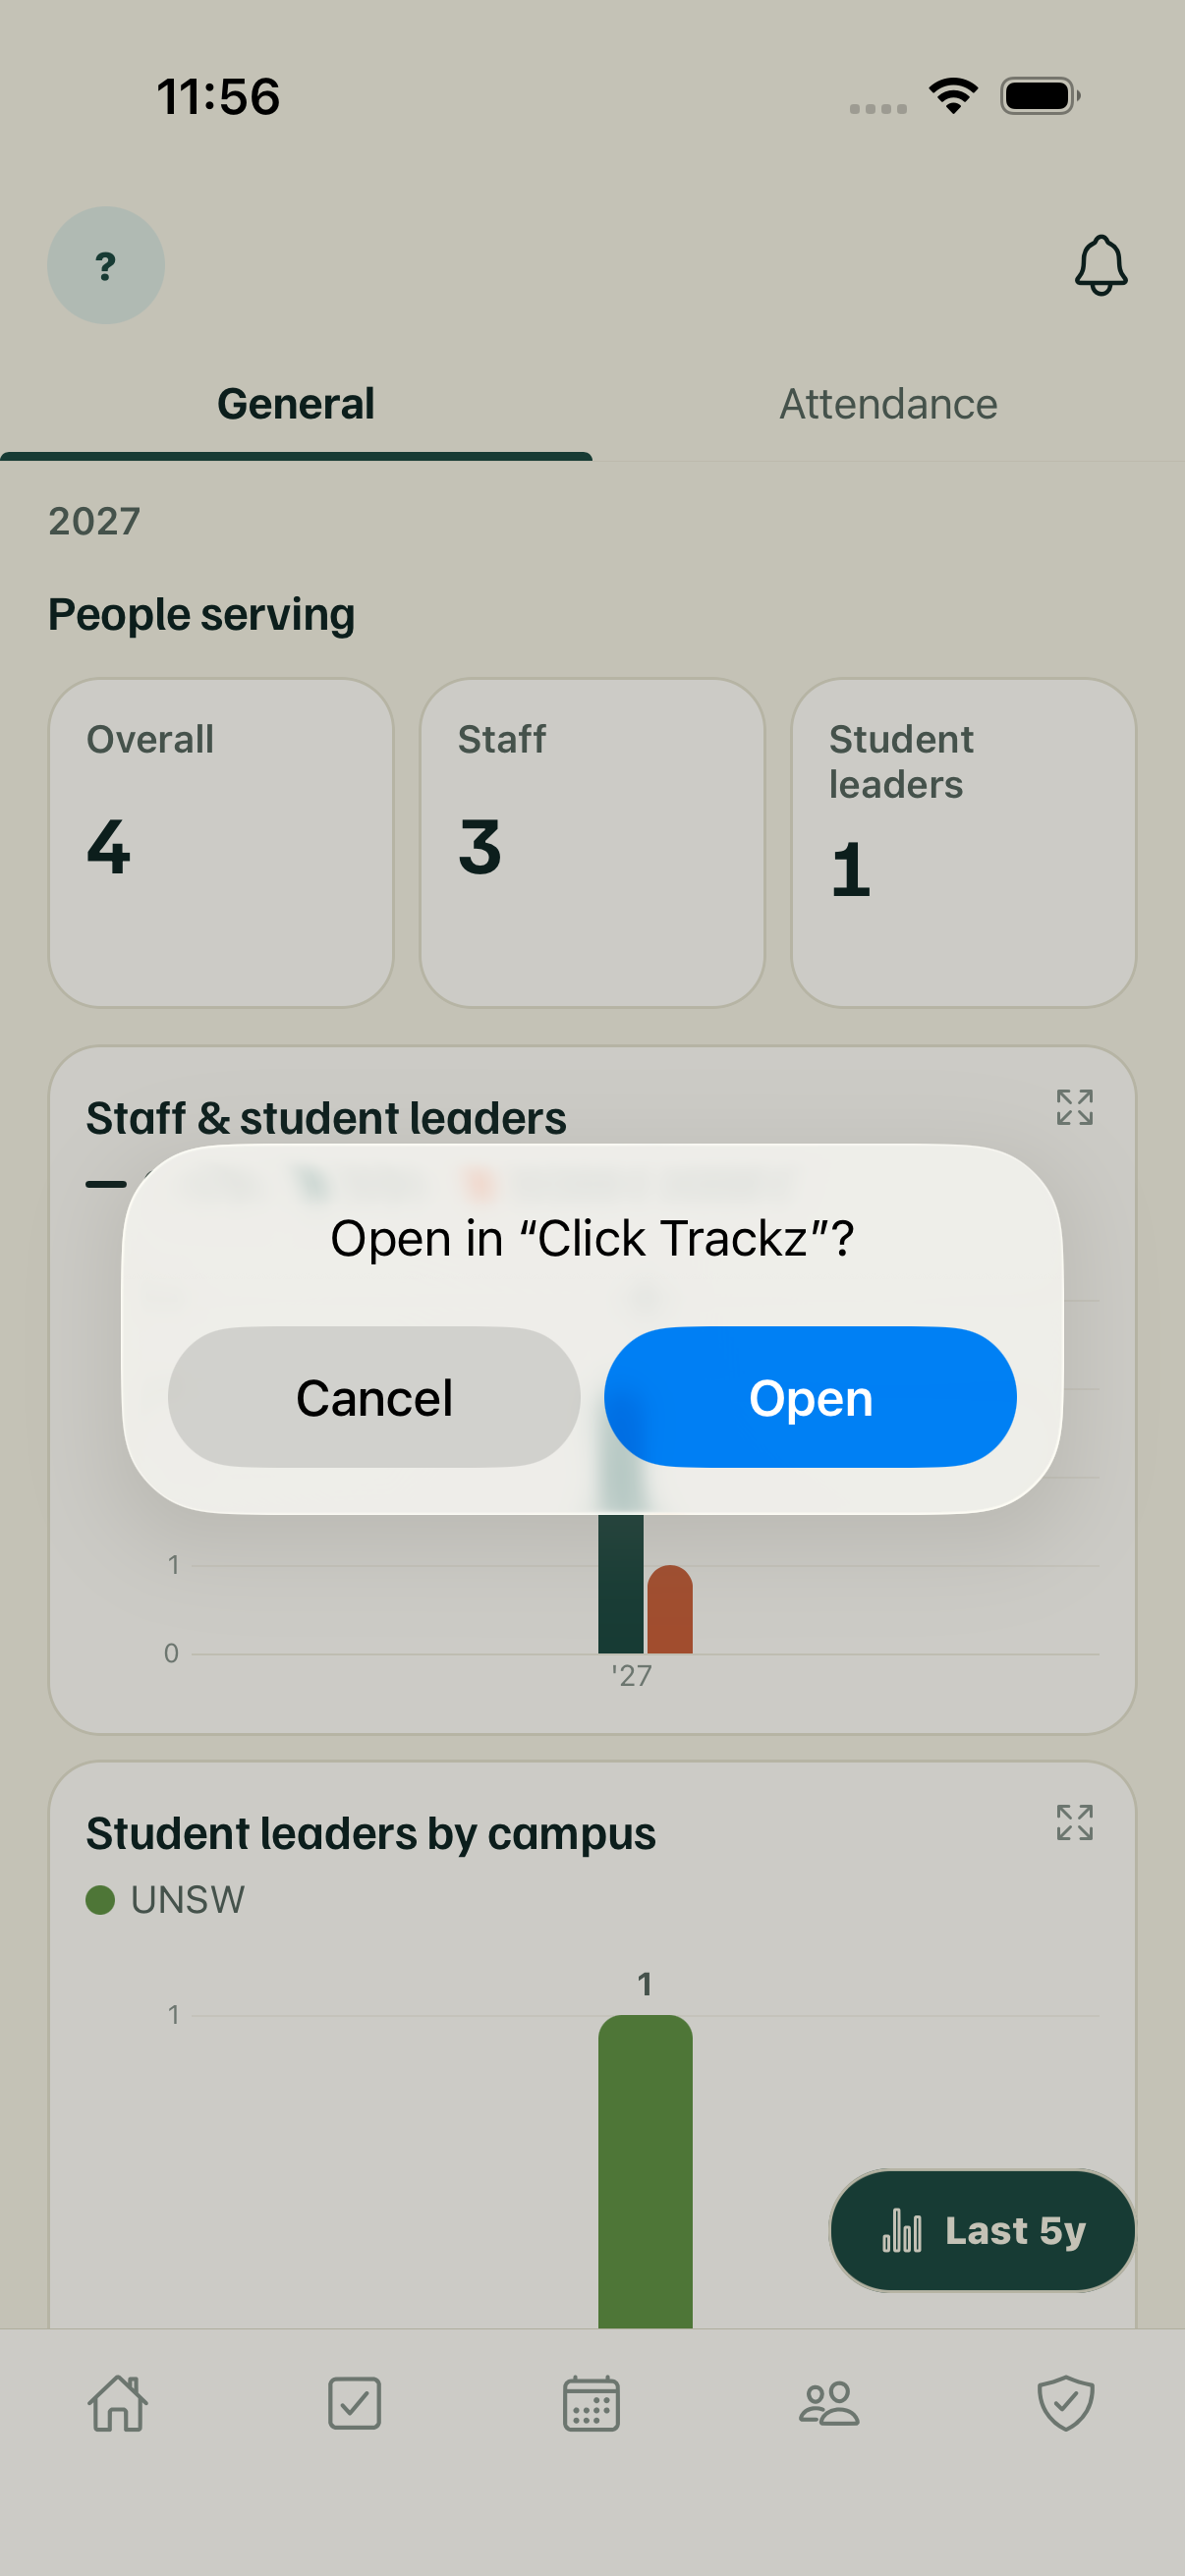 11:56
?
General
Attendance
2027
People serving
Overall
4
Staff
3
Student
leaders
1
Staff & student leaders
Open in “Click Trackz”?
Cancel
Open
1
0
'27
Student leaders by campus
UNSW
1
1
Last 5y